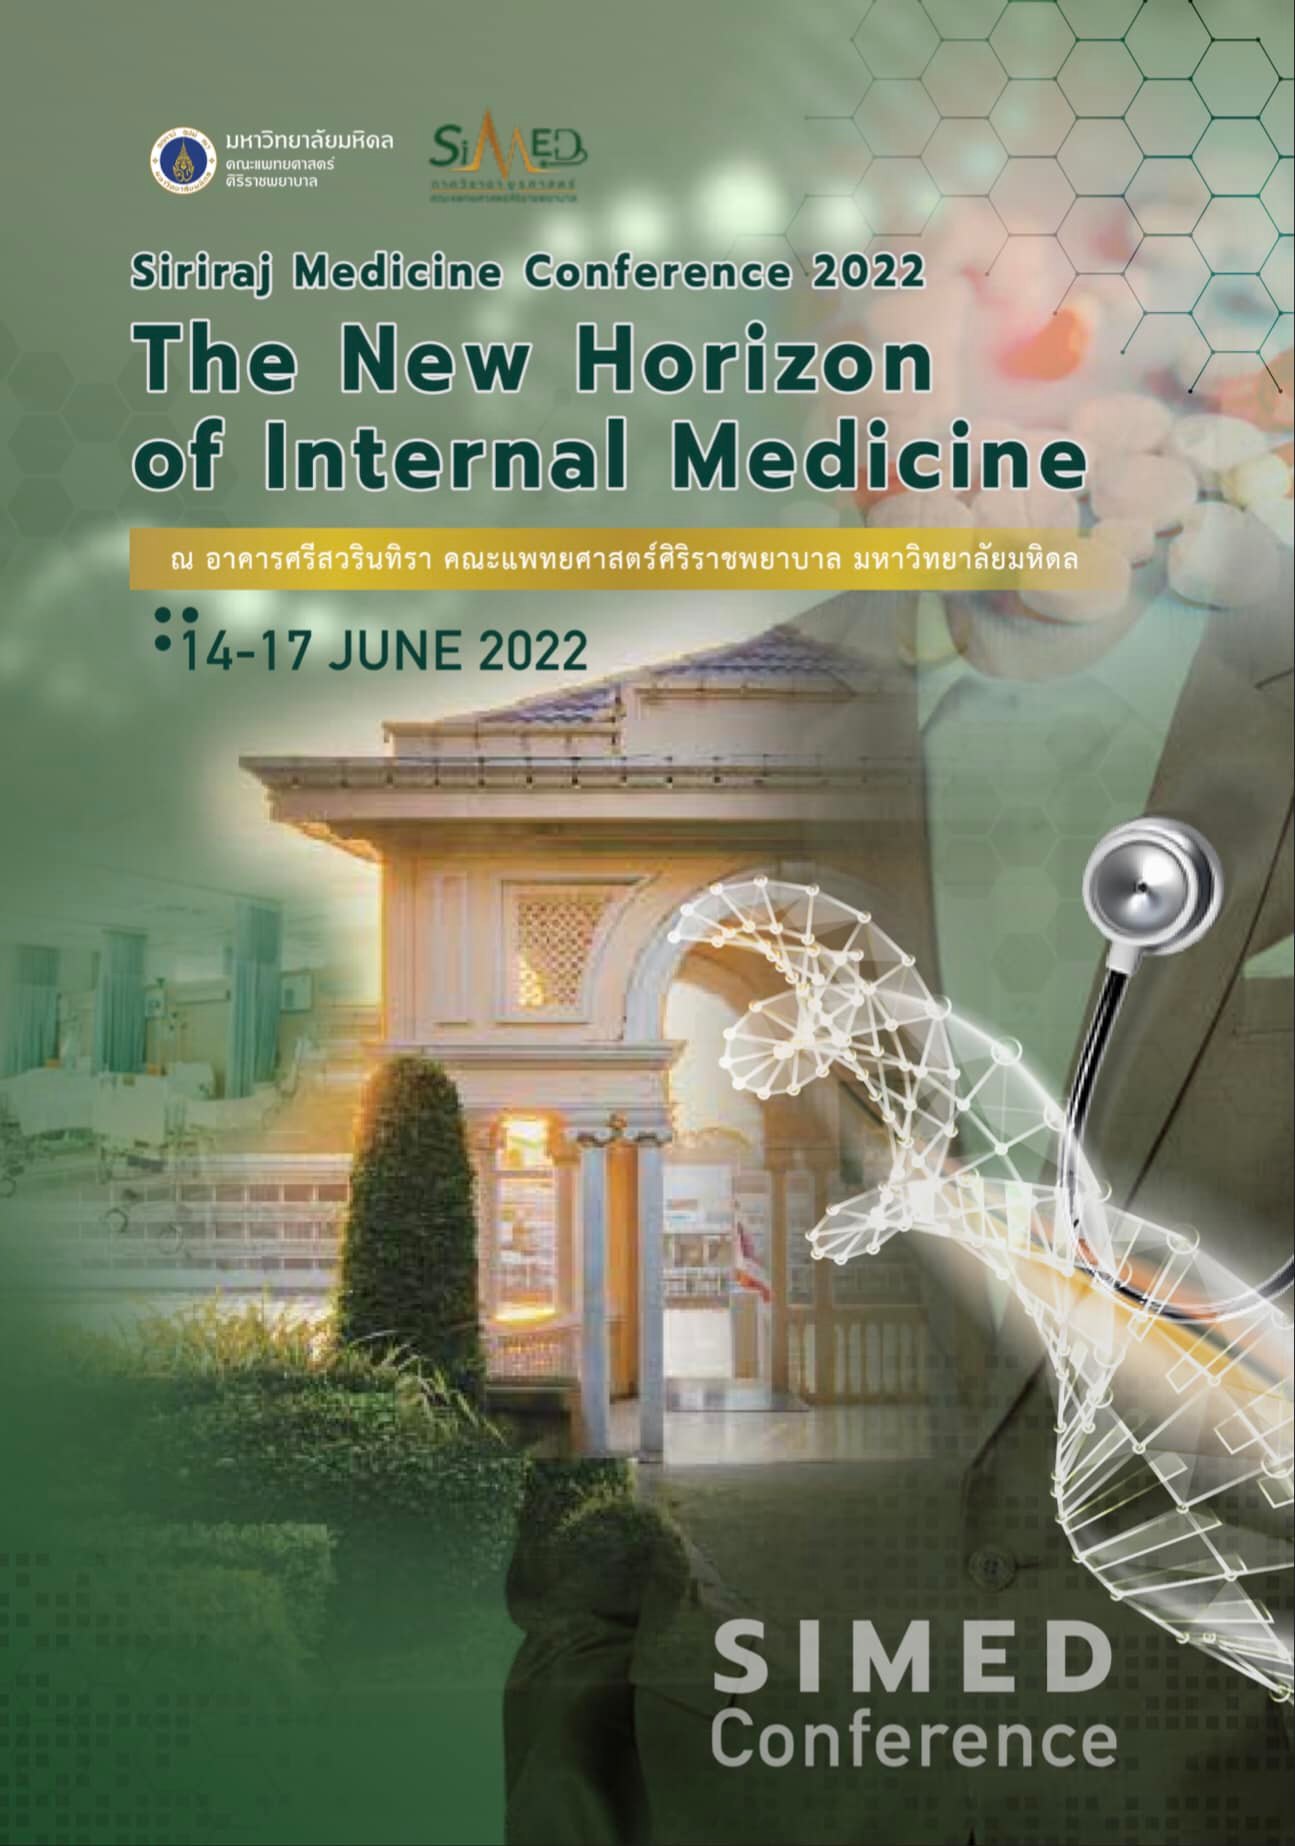 มหาวิทยาลัยมหิดล
คณะแพทยศาสตร์
ศิริราชพยาบาล
SiMED
ภาควิชาอายุรศาสตร์
คณะแพทยศาสตร์ศิริราชพยาบาล
Siriraj Medicine Conference 2022
The New Horizon
of Internal Medicine
ณ อาคารศรีสวรินทิรา คณะแพทยศาสตร์ศิริราชพยาบาล มหาวิทยาลัยมหิดล
14-17 JUNE 2022
SIMED
Conference